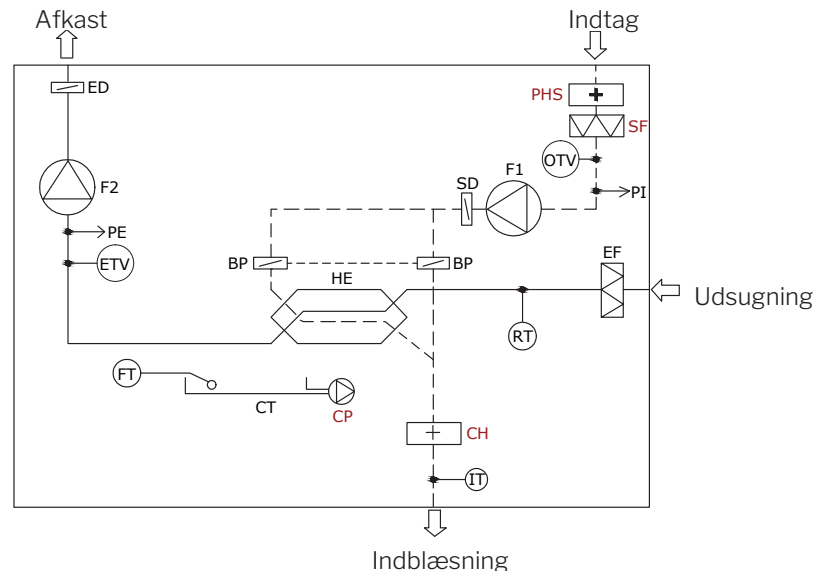 Afkast
Indtag
ED
PHS
SF
OTV
F1
F2
SD
PI
PE
EF
ETV
BP
BP
HE
Udsugning
RT
FT
CT
CP
CH
IT
Indblæsning